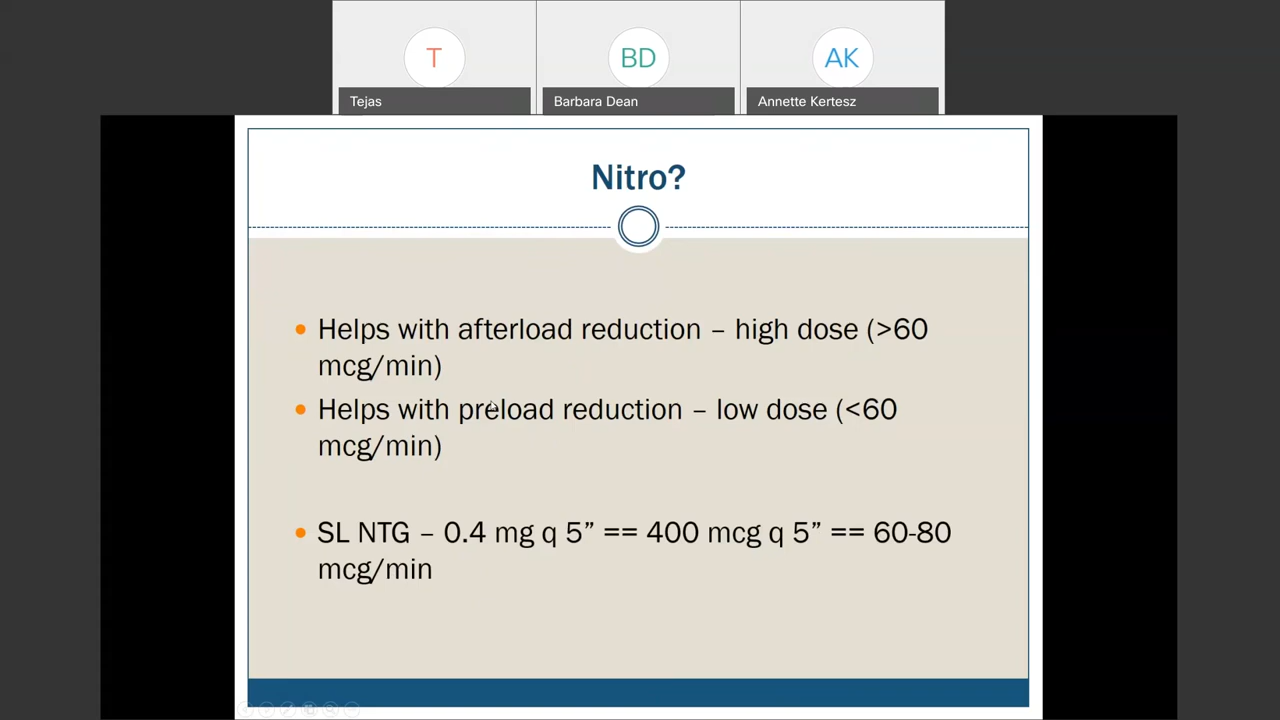 T
BD
AK
Tejas
Barbara Dean
Annette Kertesz
Nitro?
• Helps with afterload reduction – high dose (>60
mcg/min)
• Helps with preload reduction – low dose (<60
mcg/min)
• SL NTG – 0.4 mg q 5” == 400 mcg q 5” == 60-80
mcg/min